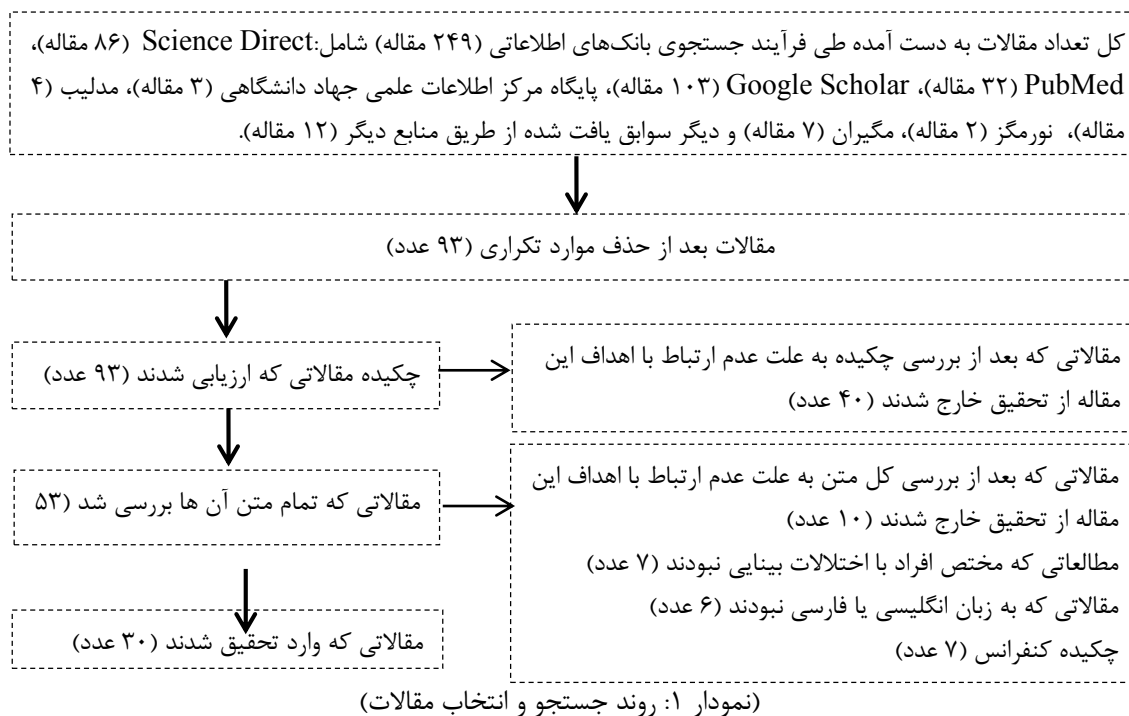 کل تعداد مقالات به دست آمده طی فرآیند جستجوی بانک‌های اطلاعاتی (۲۴۹ مقاله) شامل:Science Direct (۸۶ مقاله)،
PubMed (۳۲ مقاله)، Google Scholar (۱۰۳ مقاله)، پایگاه مرکز اطلاعات علمی جهاد دانشگاهی (۳ مقاله)، مدلیب (۴
مقاله)، نورمگز (۲ مقاله)، مگیران (۷ مقاله) و دیگر سوابق یافت شده از طریق منابع دیگر (۱۲ مقاله).
مقالات بعد از حذف موارد تکراری (۹۳ عدد)
چکیده مقالاتی که ارزیابی شدند (۹۳ عدد)
مقالاتی که بعد از بررسی چکیده به علت عدم ارتباط با اهداف این
مقاله از تحقیق خارج شدند (۴۰ عدد)
مقالاتی که تمام متن آن ها بررسی شد (۵۳
مقالاتی که بعد از بررسی کل متن به علت عدم ارتباط با اهداف این
مقاله از تحقیق خارج شدند (۱۰ عدد)
مطالعاتی که مختص افراد با اختلالات بینایی نبودند (۷ عدد)
مقالاتی که به زبان انگلیسی یا فارسی نبودند (۶ عدد)
چکیده کنفرانس (۷ عدد)
مقالاتی که وارد تحقیق شدند (۳۰ عدد)
(نمودار ۱: روند جستجو و انتخاب مقالات)